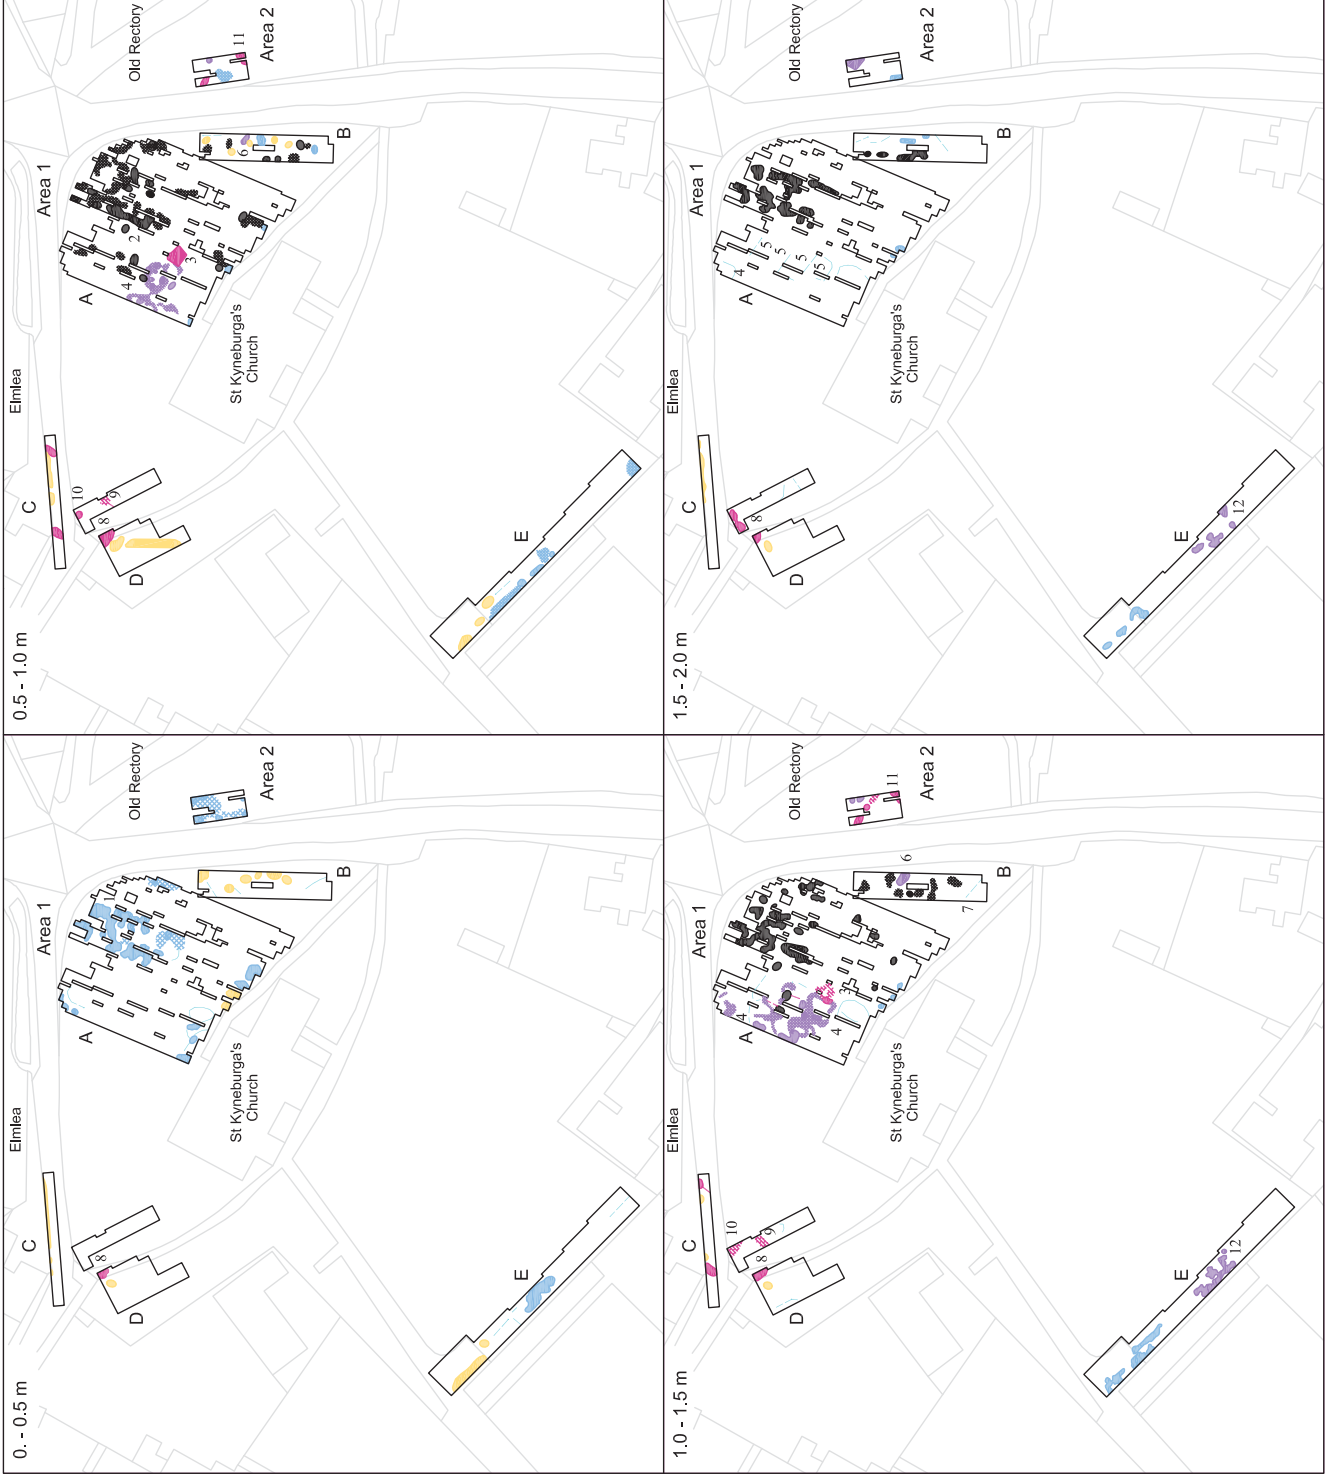 0. - 0.5 m
Elmlea
C
8
D
E
A
Area 1
1
B
Old Rectory
Area 2
St Kyneburga's
Church
0.5 - 1.0 m
Elmlea
C
10
9
8
D
E
A
Area 1
2
4
3
6
B
Old Rectory
11
Area 2
St Kyneburga's
Church
1.0 - 1.5 m
Elmlea
C
10
9
8
D
E
12
A
Area 1
4
3
4
6
7
B
Old Rectory
11
Area 2
St Kyneburga's
Church
1.5 - 2.0 m
Elmlea
C
8
D
E
12
A
Area 1
4
5
5
5
5
B
Old Rectory
Area 2
St Kyneburga's
Church